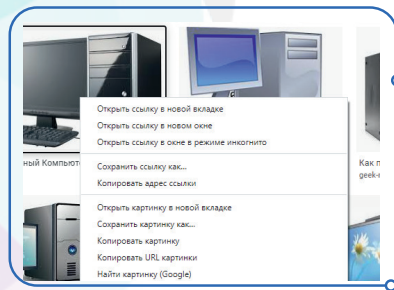 Открыть ссылку в новой вкладке
Открыть ссылку в новом окне
Открыть ссылку в окне в режиме инкогнито
ный Компьют
Как п
Сохранить ссылку как...
geek-
Копировать адрес ссылки
Открыть картинку в новой вкладке
Сохранить картинку как...
Копировать картинку
Копировать URL картинки
Найти картинку (Google)